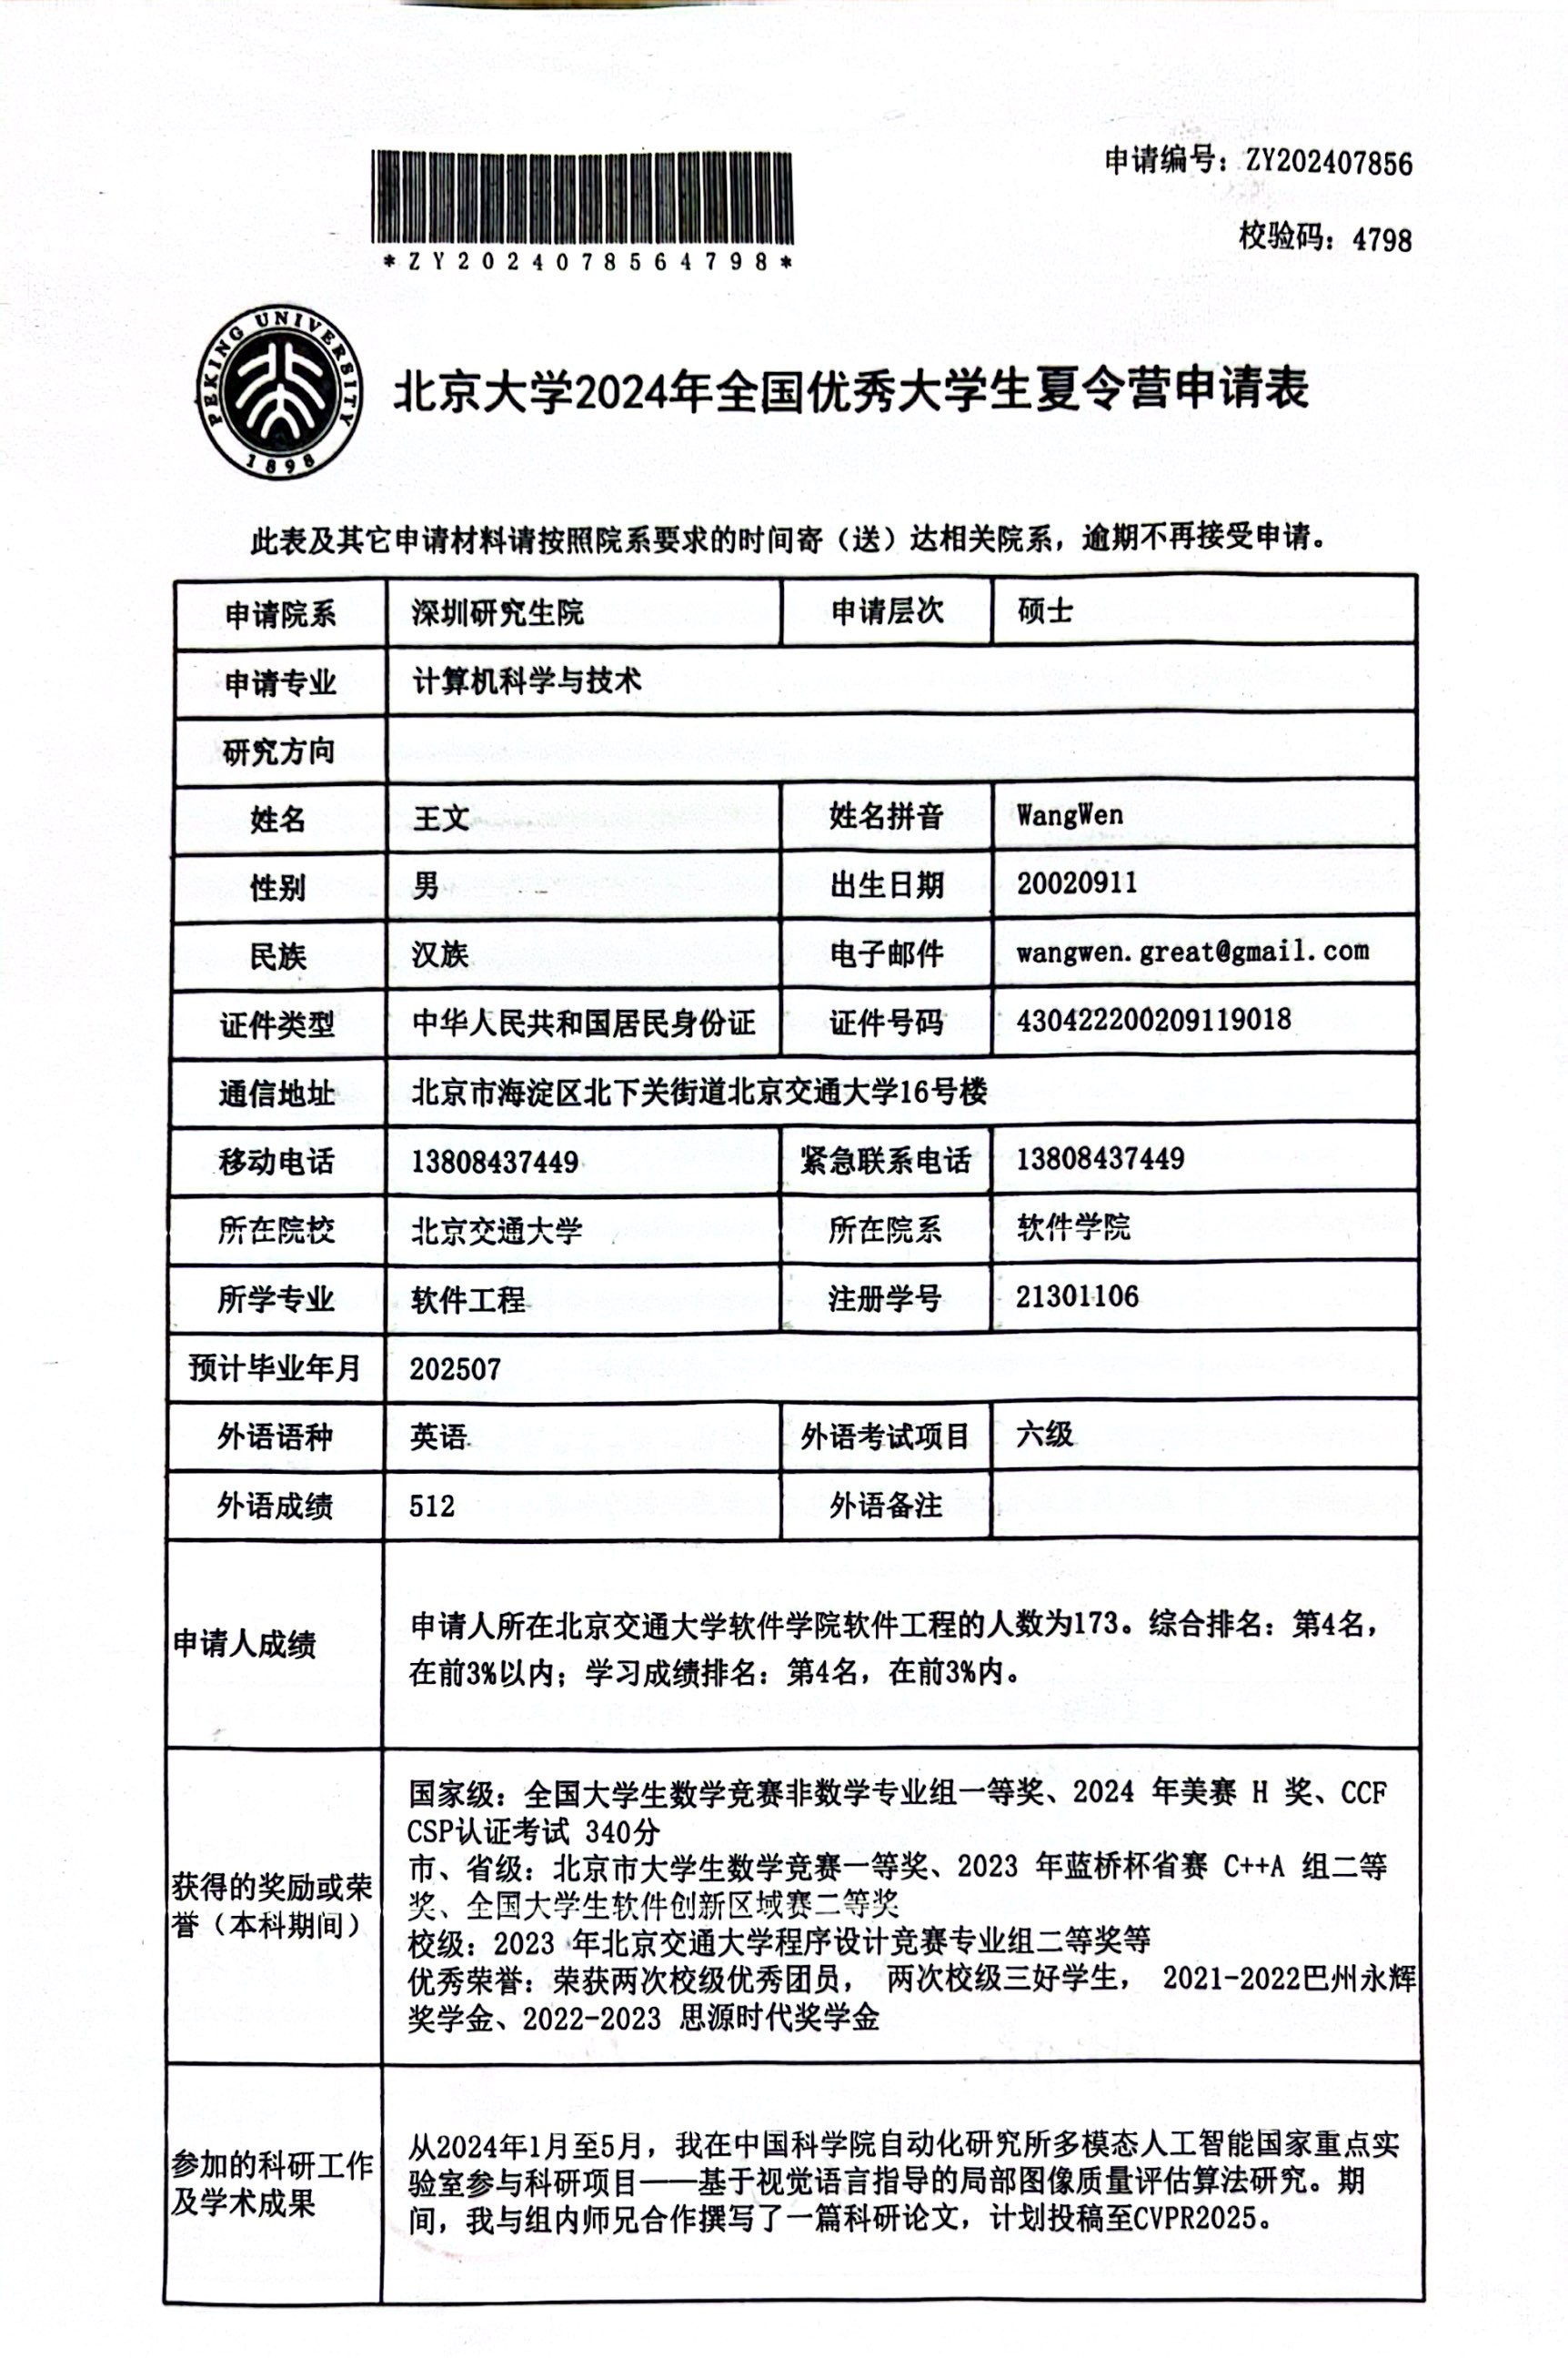 申请编号：ZY202407856
校验码：4798
*ZY2024078564798*
PEKING UNIVERSITY
1898
北京大学2024年全国优秀大学生夏令营申请表
此表及其它申请材料请按照院系要求的时间寄（送）达相关院系，逾期不再接受申请。
申请院系 深圳研究生院 申请层次 硕士
申请专业 计算机科学与技术
研究方向
姓名 王文 姓名拼音 WangWen
性别 男 出生日期 20020911
民族 汉族 电子邮件 wangwen.great@gmail.com
证件类型 中华人民共和国居民身份证 证件号码 430422200209119018
通信地址 北京市海淀区北下关街道北京交通大学16号楼
移动电话 13808437449 紧急联系电话 13808437449
所在院校 北京交通大学 所在院系 软件学院
所学专业 软件工程 注册学号 21301106
预计毕业年月 202507
外语语种 英语 外语考试项目 六级
外语成绩 512 外语备注
申请人成绩
申请人所在北京交通大学软件学院软件工程的人数为173。综合排名：第4名，
在前3%以内；学习成绩排名：第4名，在前3%内。
获得的奖励或荣
誉（本科期间）
国家级：全国大学生数学竞赛非数学专业组一等奖、2024 年美赛 H 奖、CCF
CSP认证考试 340分
市、省级：北京市大学生数学竞赛一等奖、2023 年蓝桥杯省赛 C++A 组二等
奖、全国大学生软件创新区域赛二等奖
校级：2023 年北京交通大学程序设计竞赛专业组二等奖等
优秀荣誉：荣获两次校级优秀团员， 两次校级三好学生， 2021-2022巴州永辉
奖学金、2022-2023 思源时代奖学金
参加的科研工作
及学术成果
从2024年1月至5月，我在中国科学院自动化研究所多模态人工智能国家重点实
验室参与科研项目——基于视觉语言指导的局部图像质量评估算法研究。期
间，我与组内师兄合作撰写了一篇科研论文，计划投稿至CVPR2025。